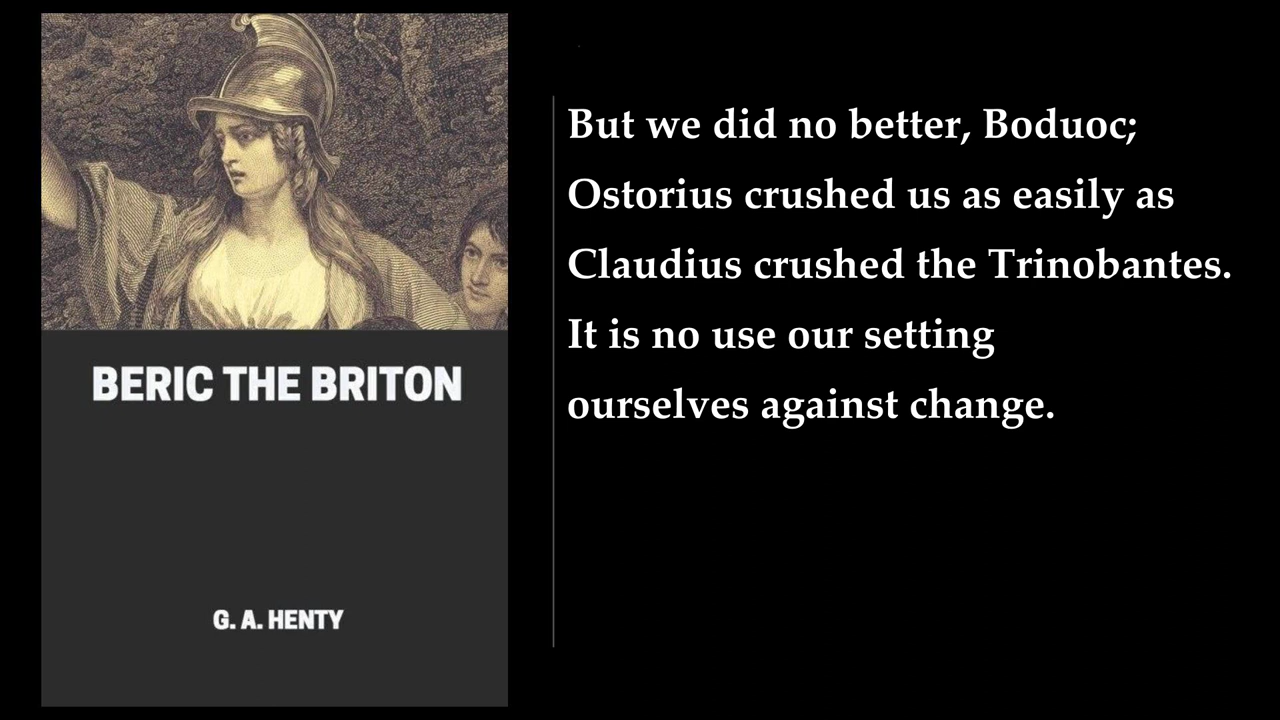 BERIC THE BRITON
G. A. HENTY
But we did no better, Boduoc;
Ostorius crushed us as easily as
Claudius crushed the Trinobantes.
It is no use our setting
ourselves against change.